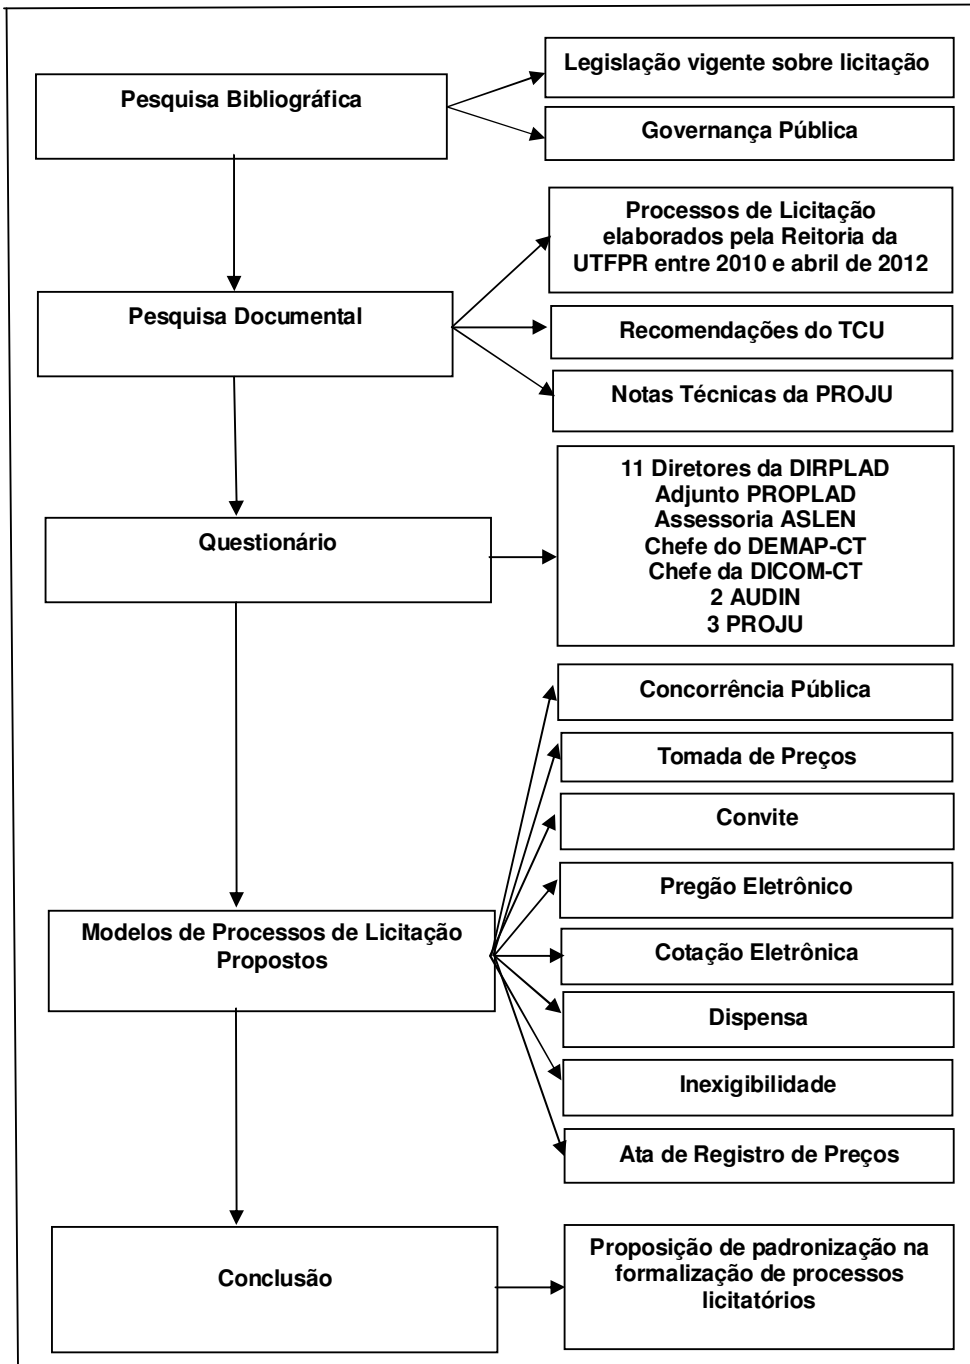 Pesquisa Bibliográfica
Legislação vigente sobre licitação
Governança Pública
Pesquisa Documental
Processos de Licitação
elaborados pela Reitoria da
UTFPR entre 2010 e abril de 2012
Recomendações do TCU
Notas Técnicas da PROJU
Questionário
11 Diretores da DIRPLAD
Adjunto PROPLAD
Assessoria ASLEN
Chefe do DEMAP-CT
Chefe da DICOM-CT
2 AUDIN
3 PROJU
Modelos de Processos de Licitação
Propostos
Concorrência Pública
Tomada de Preços
Convite
Pregão Eletrônico
Cotação Eletrônica
Dispensa
Inexigibilidade
Ata de Registro de Preços
Conclusão
Proposição de padronização na
formalização de processos
licitatórios